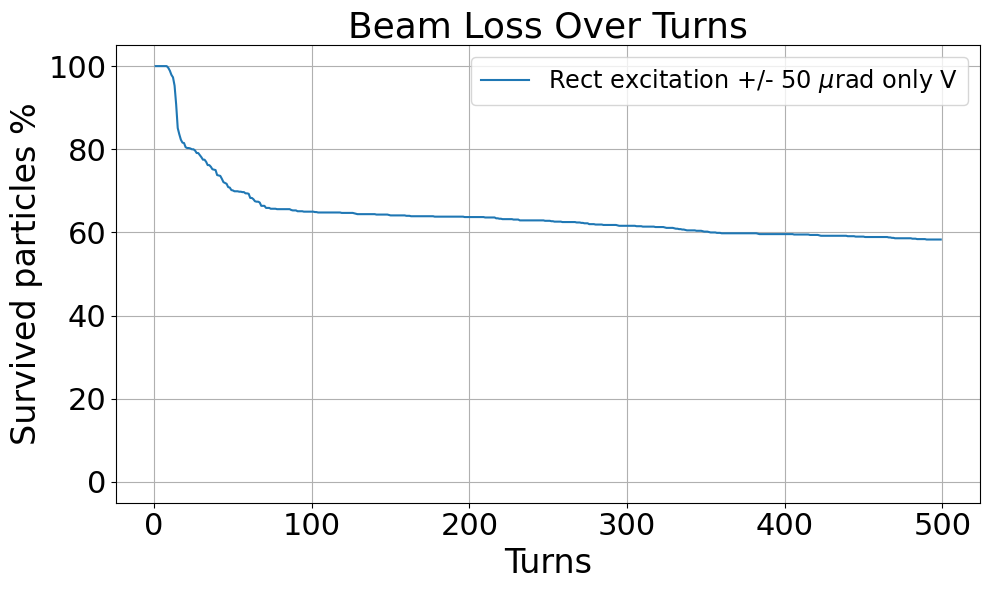 Beam Loss Over Turns
Rect excitation +/- 50 μrad only V
Survived particles %
100
80
60
40
20
0
0 100 200 300 400 500
Turns